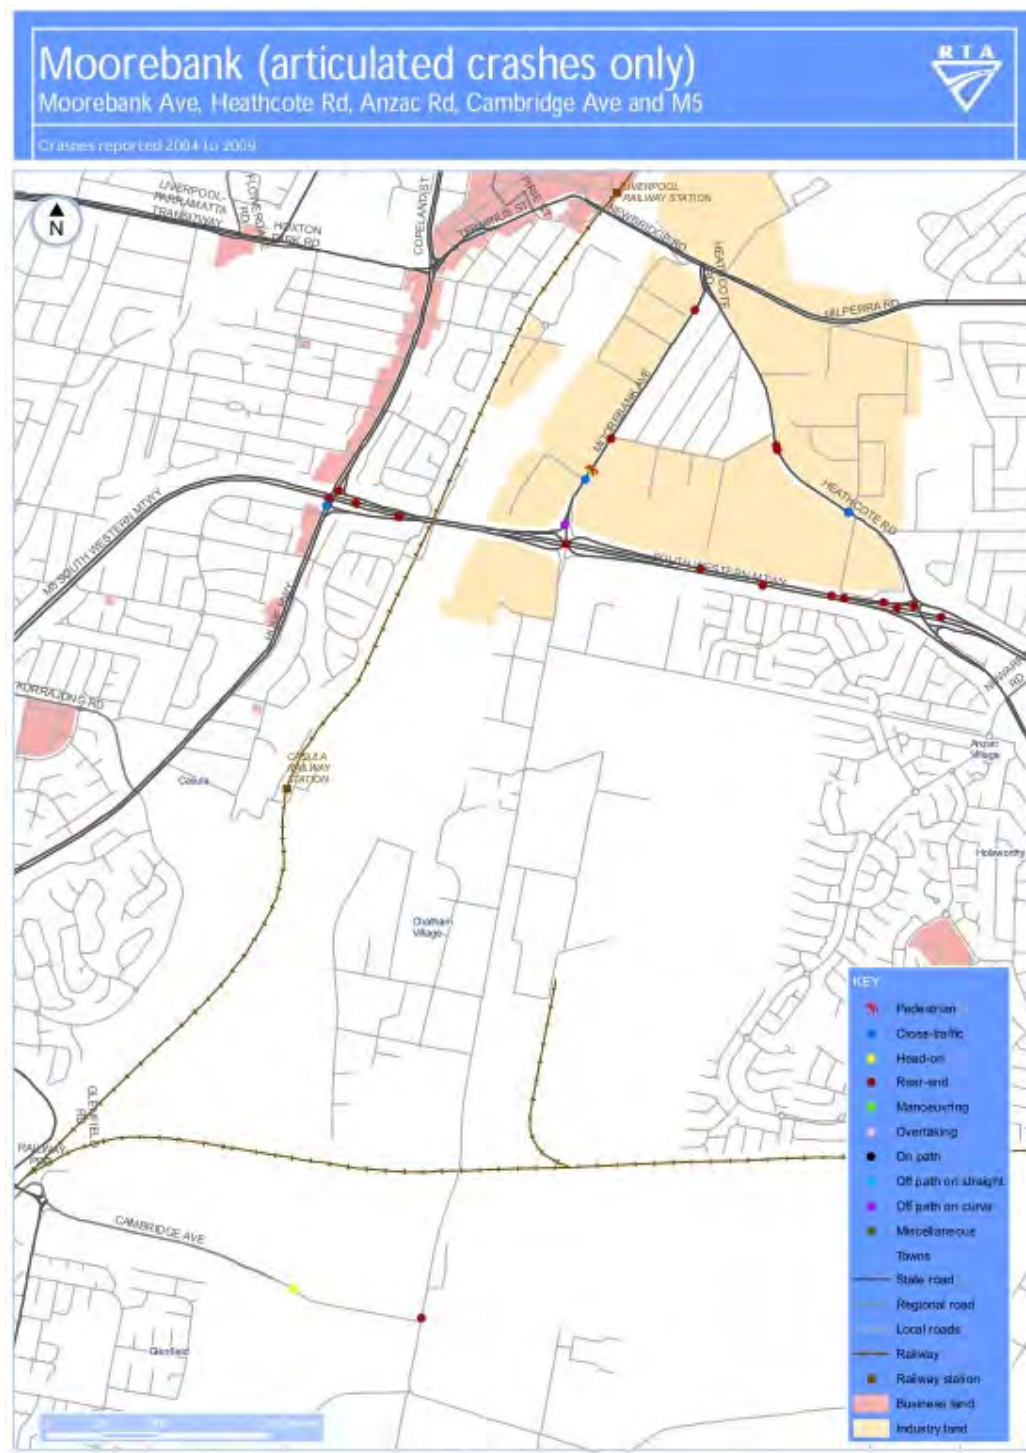 Moorebank (articulated crashes only)
Moorebank Ave, Heathcote Rd, Anzac Rd, Cambridge Ave and M5
RTA
Crashes reported 2004 to 2009
N
LIVERPOOL-
PARRAMATTA
TRANSITWAY
HOXTON
PARK RD
COPELAND ST
TERMINUS ST
LIVERPOOL
RAILWAY STATION
NEWBRIDGE RD
HEATHCOTE
RD
MILPERRA RD
MOOREBANK AVE
HEATHCOTE RD
M5 SOUTH WESTERN MTWY
SOUTH WESTERN MTWY
HUME HWY
KURRAJONG RD
CASULA
RAILWAY
STATION
Casula
Anzac
Village
Holsworthy
Chatham
Village
GLENFIELD
RD
RAILWAY
CAMBRIDGE AVE
Glenfield
KEY
Pedestrian
Cross-traffic
Head-on
Rear-end
Manoeuvring
Overtaking
On path
Off path on straight
Off path on curve
Miscellaneous
Towns
State road
Regional road
Local roads
Railway
Railway station
Business land
Industry land